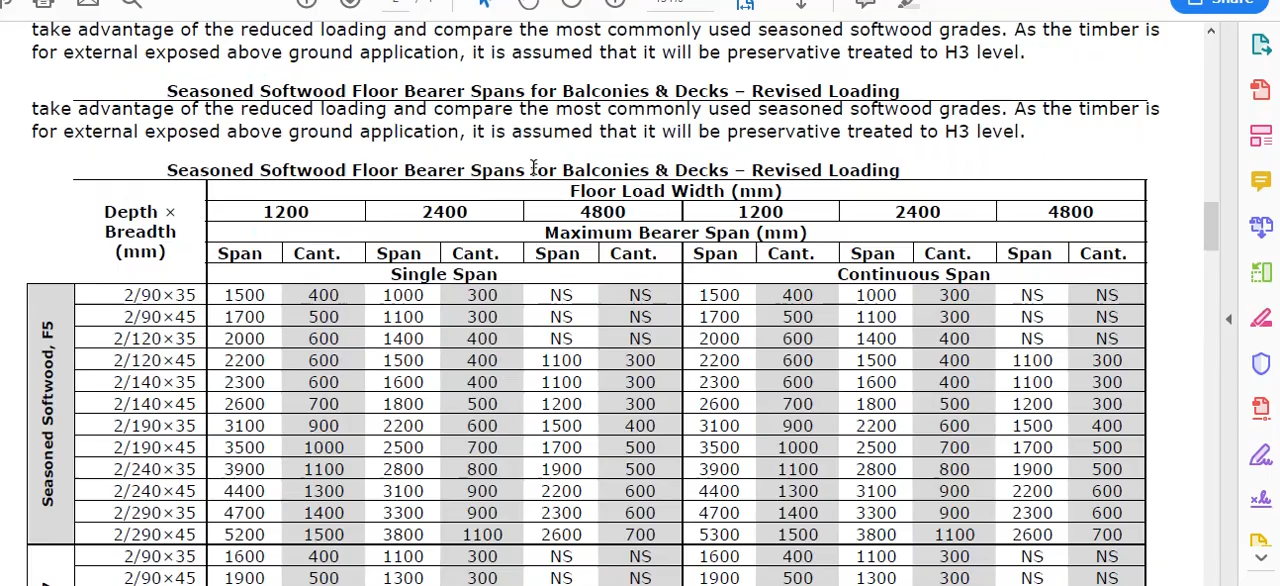 Share
take advantage of the reduced loading and compare the most commonly used seasoned softwood grades. As the timber is
for external exposed above ground application, it is assumed that it will be preservative treated to H3 level.
Seasoned Softwood Floor Bearer Spans for Balconies & Decks – Revised Loading
take advantage of the reduced loading and compare the most commonly used seasoned softwood grades. As the timber is
for external exposed above ground application, it is assumed that it will be preservative treated to H3 level.
Seasoned Softwood Floor Bearer Spans for Balconies & Decks – Revised Loading
Depth × Breadth (mm)
Floor Load Width (mm)
1200 2400 4800 1200 2400 4800
Maximum Bearer Span (mm)
Span Cant. Span Cant. Span Cant. Span Cant. Span Cant. Span Cant.
Single Span Continuous Span
Seasoned Softwood, F5
2/90×35 1500 400 1000 300 NS NS 1500 400 1000 300 NS NS
2/90×45 1700 500 1100 300 NS NS 1700 500 1100 300 NS NS
2/120×35 2000 600 1400 400 NS NS 2000 600 1400 400 NS NS
2/120×45 2200 600 1500 400 1100 300 2200 600 1500 400 1100 300
2/140×35 2300 600 1600 400 1100 300 2300 600 1600 400 1100 300
2/140×45 2600 700 1800 500 1200 300 2600 700 1800 500 1200 300
2/190×35 3100 900 2200 600 1500 400 3100 900 2200 600 1500 400
2/190×45 3500 1000 2500 700 1700 500 3500 1000 2500 700 1700 500
2/240×35 3900 1100 2800 800 1900 500 3900 1100 2800 800 1900 500
2/240×45 4400 1300 3100 900 2200 600 4400 1300 3100 900 2200 600
2/290×35 4700 1400 3300 900 2300 600 4700 1400 3300 900 2300 600
2/290×45 5200 1500 3800 1100 2600 700 5300 1500 3800 1100 2600 700
2/90×35 1600 400 1100 300 NS NS 1600 400 1100 300 NS NS
2/90×45 1900 500 1300 300 NS NS 1900 500 1300 300 NS NS